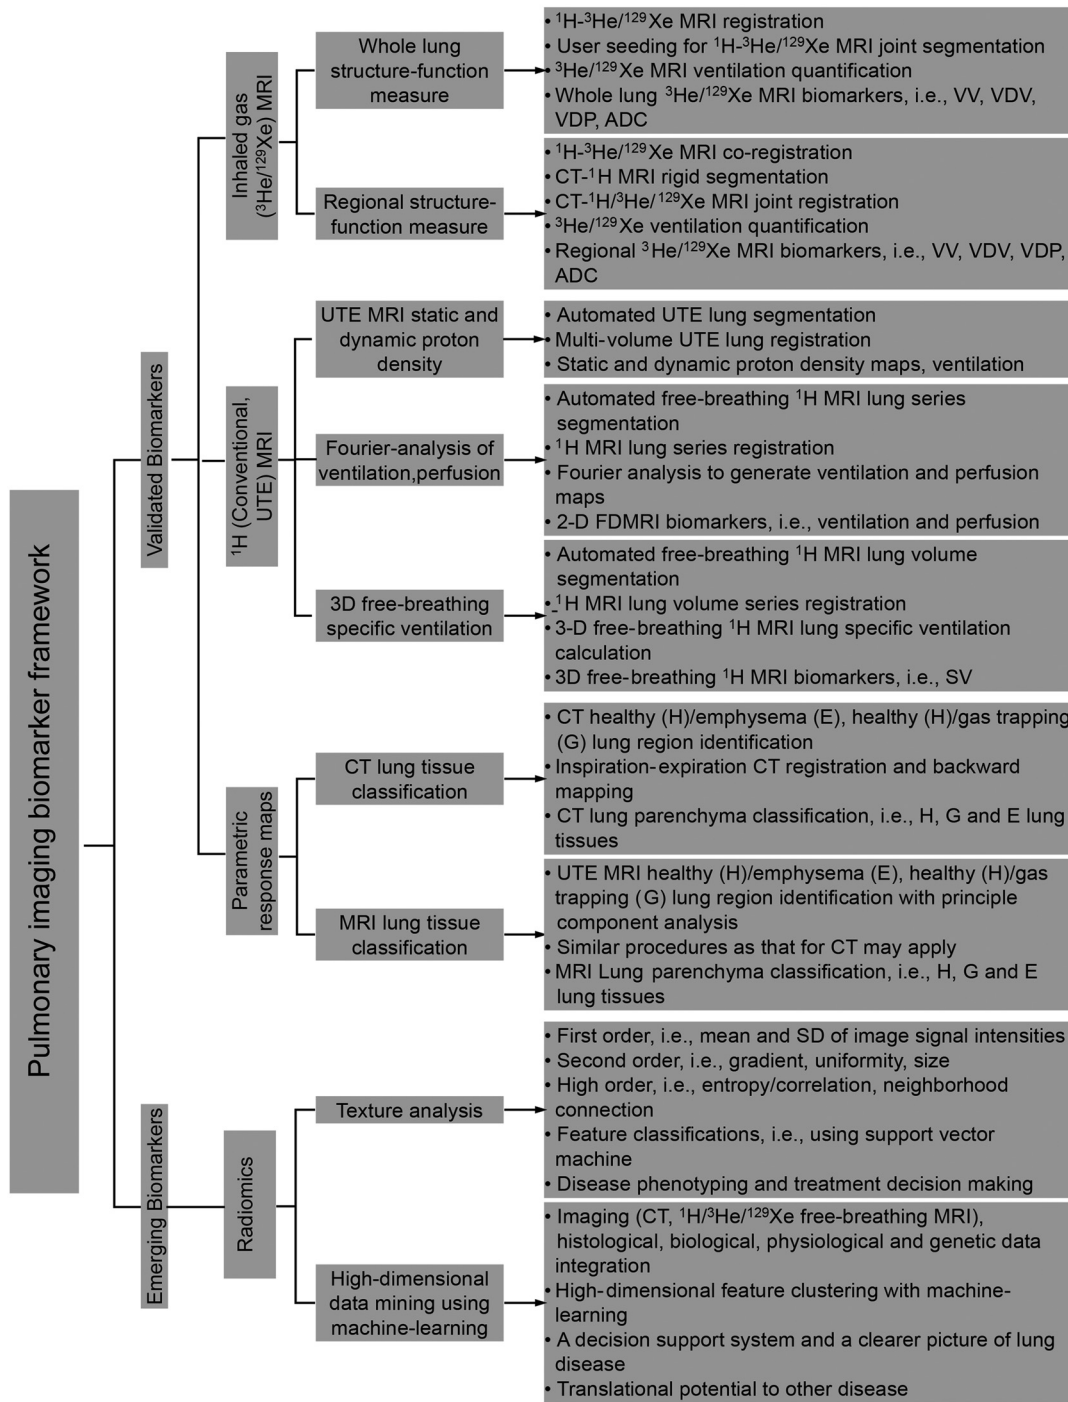 Pulmonary imaging biomarker framework
Validated Biomarkers
Inhaled gas
(³He/¹²⁹Xe) MRI
Whole lung
structure-function
measure
• ¹H-³He/¹²⁹Xe MRI registration
• User seeding for ¹H-³He/¹²⁹Xe MRI joint segmentation
• ³He/¹²⁹Xe MRI ventilation quantification
• Whole lung ³He/¹²⁹Xe MRI biomarkers, i.e., VV, VDV,
VDP, ADC
Regional structure-
function measure
• ¹H-³He/¹²⁹Xe MRI co-registration
• CT-¹H MRI rigid segmentation
• CT-¹H/³He/¹²⁹Xe MRI joint registration
• ³He/¹²⁹Xe ventilation quantification
• Regional ³He/¹²⁹Xe MRI biomarkers, i.e., VV, VDV, VDP,
ADC
¹H (Conventional,
UTE) MRI
UTE MRI static and
dynamic proton
density
• Automated UTE lung segmentation
• Multi-volume UTE lung registration
• Static and dynamic proton density maps, ventilation
Fourier-analysis of
ventilation,perfusion
• Automated free-breathing ¹H MRI lung series
segmentation
• ¹H MRI lung series registration
• Fourier analysis to generate ventilation and perfusion
maps
• 2-D FDMRI biomarkers, i.e., ventilation and perfusion
3D free-breathing
specific ventilation
• Automated free-breathing ¹H MRI lung volume
segmentation
• ¹H MRI lung volume series registration
• 3-D free-breathing ¹H MRI lung specific ventilation
calculation
• 3D free-breathing ¹H MRI biomarkers, i.e., SV
Parametric
response maps
CT lung tissue
classification
• CT healthy (H)/emphysema (E), healthy (H)/gas trapping
(G) lung region identification
• Inspiration-expiration CT registration and backward
mapping
• CT lung parenchyma classification, i.e., H, G and E lung
tissues
MRI lung tissue
classification
• UTE MRI healthy (H)/emphysema (E), healthy (H)/gas
trapping (G) lung region identification with principle
component analysis
• Similar procedures as that for CT may apply
• MRI Lung parenchyma classification, i.e., H, G and E
lung tissues
Emerging Biomarkers
Radiomics
Texture analysis
• First order, i.e., mean and SD of image signal intensities
• Second order, i.e., gradient, uniformity, size
• High order, i.e., entropy/correlation, neighborhood
connection
• Feature classifications, i.e., using support vector
machine
• Disease phenotyping and treatment decision making
High-dimensional
data mining using
machine-learning
• Imaging (CT, ¹H/³He/¹²⁹Xe free-breathing MRI),
histological, biological, physiological and genetic data
integration
• High-dimensional feature clustering with machine-
learning
• A decision support system and a clearer picture of lung
disease
• Translational potential to other disease